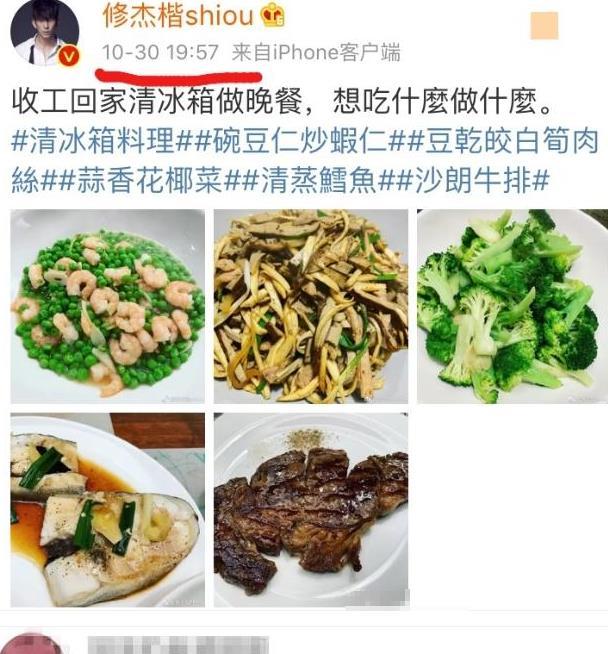 修杰楷shiou
10-30 19:57 来自iPhone客户端
收工回家清冰箱做晚餐，想吃什麼做什麼。
#清冰箱料理##碗豆仁炒蝦仁##豆乾皎白筍肉
絲##蒜香花椰菜##清蒸鱈魚##沙朗牛排#